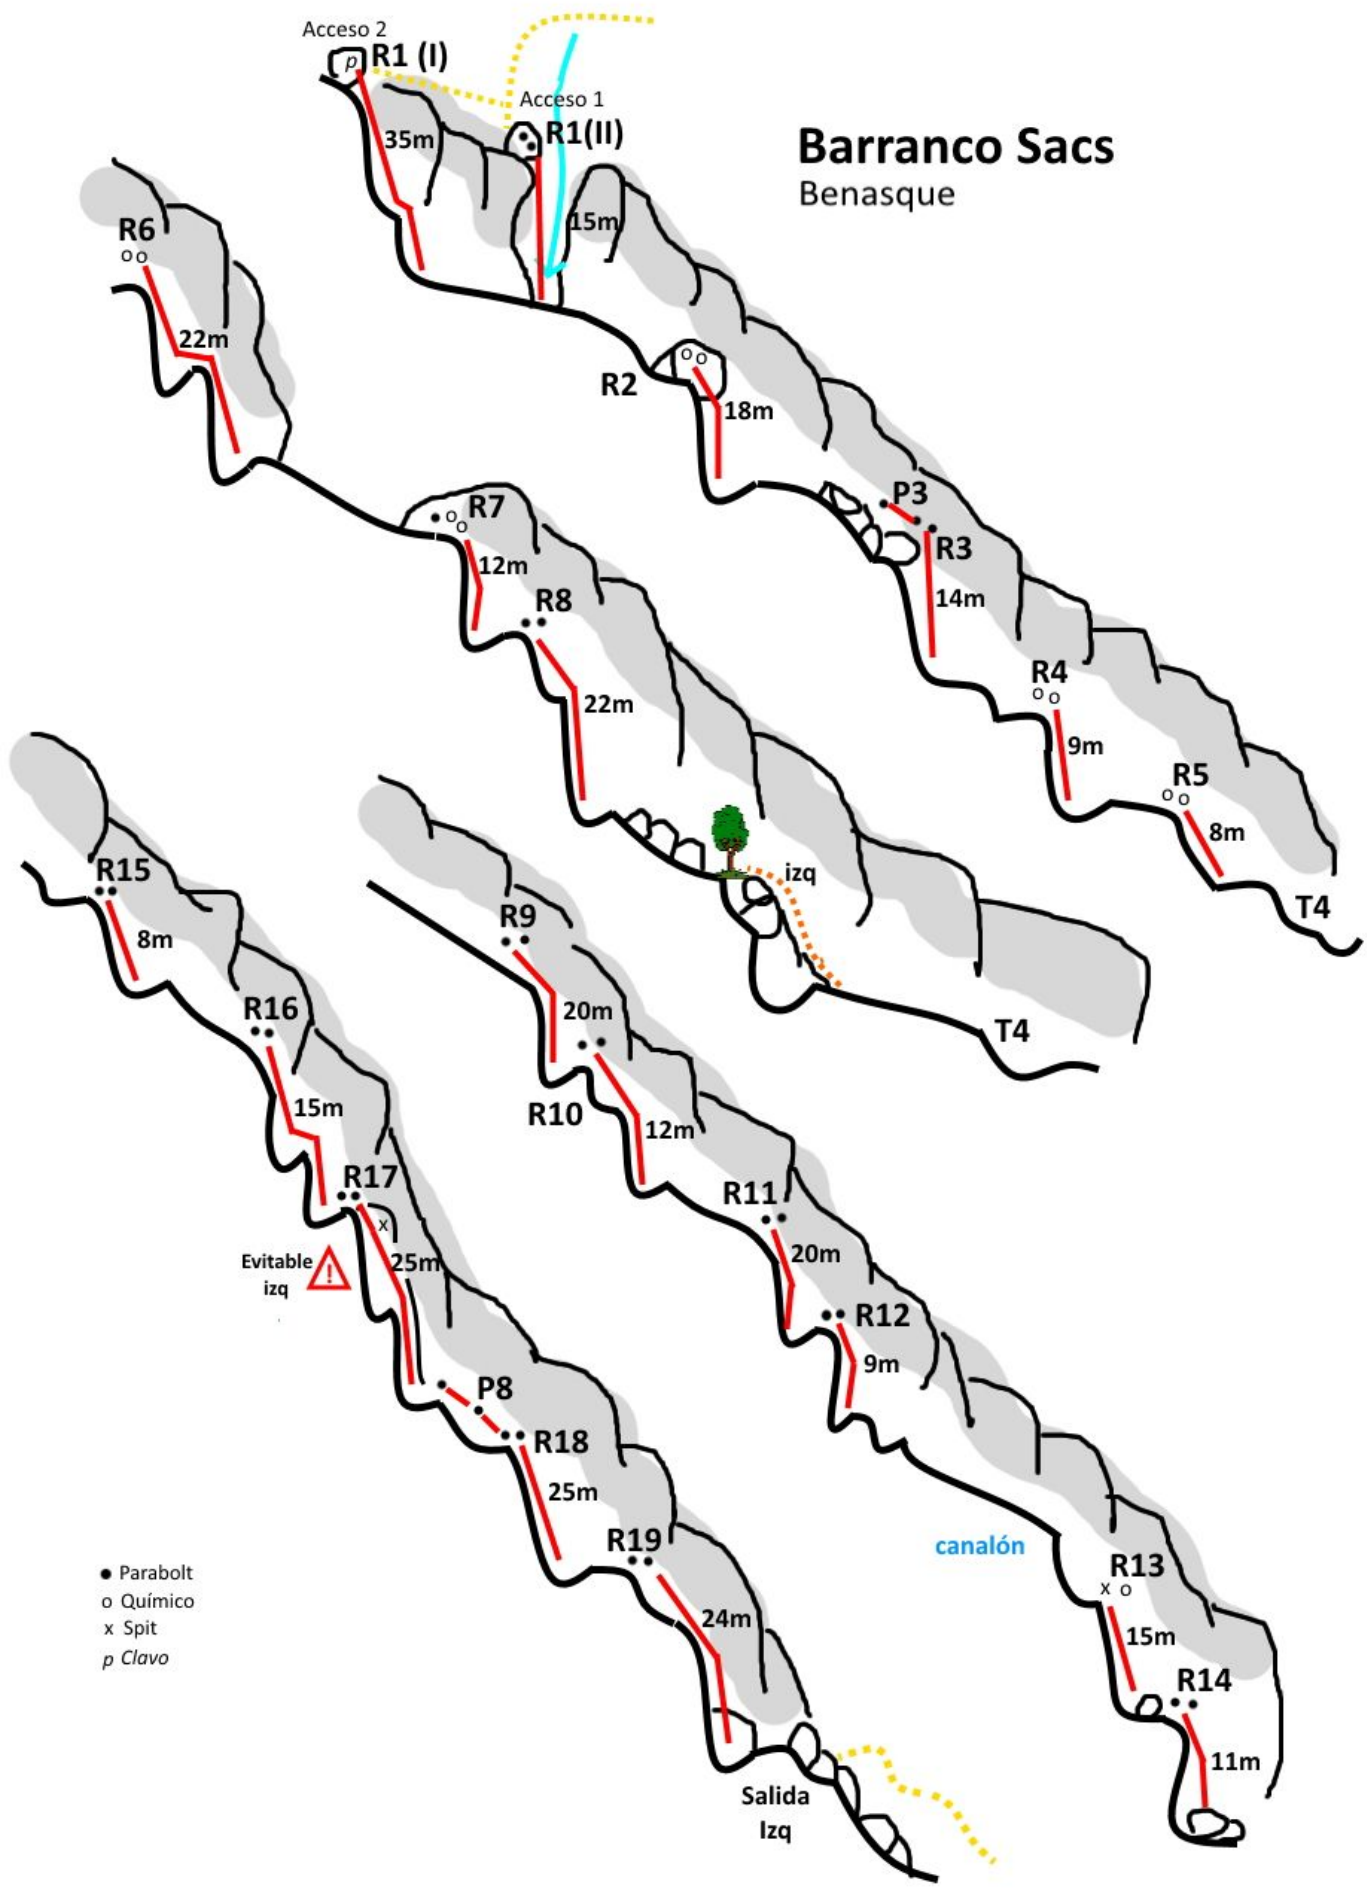 Barranco Sacs
Benasque
Acceso 2
p
R1 (I)
35m
Acceso 1
R1(II)
15m
R2
18m
P3
R3
14m
R4
9m
R5
8m
T4
R6
22m
R7
12m
R8
22m
izq
T4
R9
20m
R10
12m
R11
20m
R12
9m
canalón
x
R13
15m
R14
11m
R15
8m
R16
15m
R17
x
25m
Evitable
izq
!
P8
R18
25m
R19
24m
Salida
Izq
● Parabolt
o Químico
x Spit
p Clavo